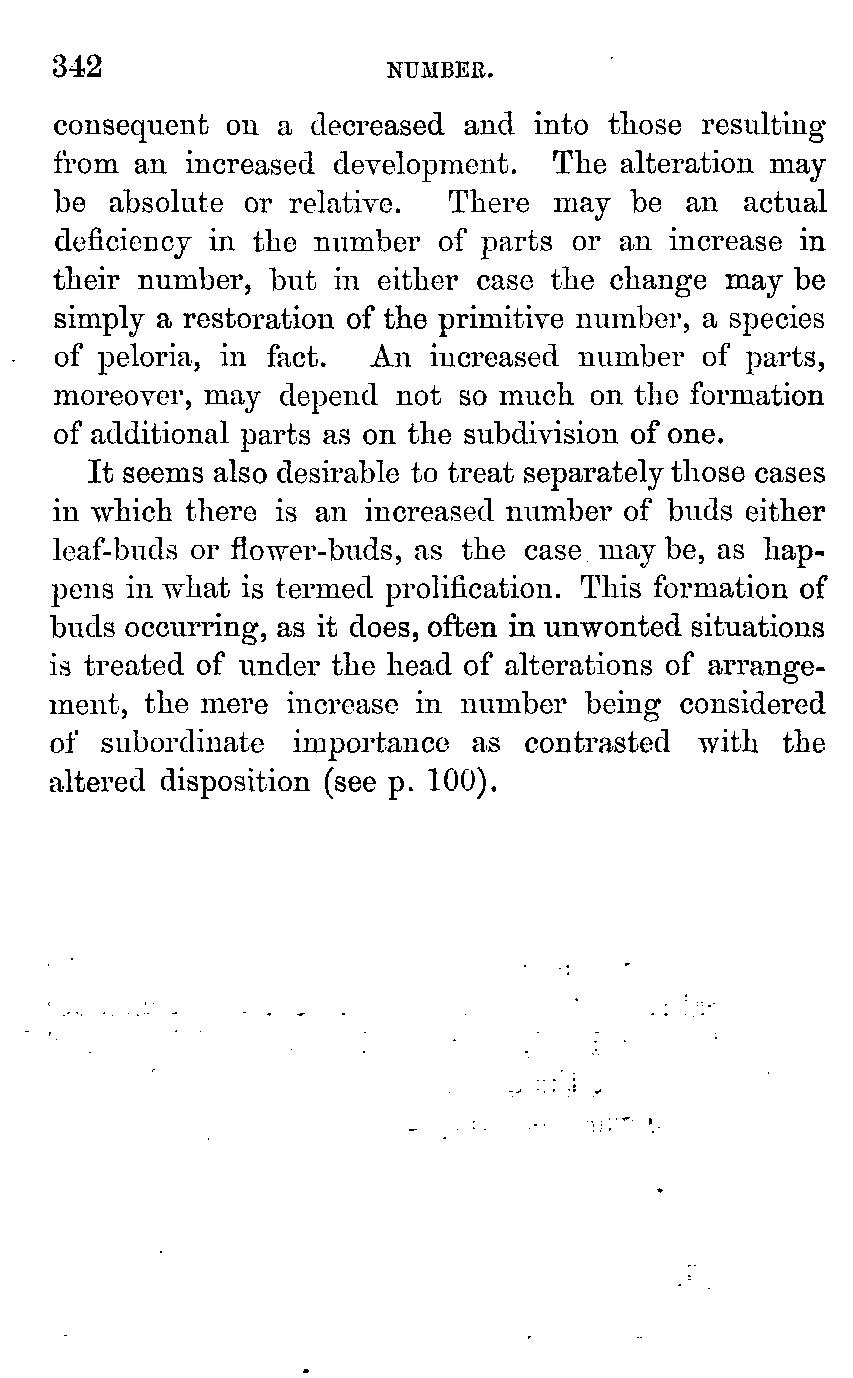 342 NUMBER.
consequent on a decreased and into those resulting
from an increased development. The alteration may
be absolute or relative. There may be an actual
deficiency in the number of parts or an increase in
their number, but in either case the change may be
simply a restoration of the primitive number, a species
of peloria, in fact. An increased number of parts,
moreover, may depend not so much on the formation
of additional parts as on the subdivision of one.
It seems also desirable to treat separately those cases
in which there is an increased number of buds either
leaf-buds or flower-buds, as the case may be, as hap-
pens in what is termed prolification. This formation of
buds occurring, as it does, often in unwonted situations
is treated of under the head of alterations of arrange-
ment, the mere increase in number being considered
of subordinate importance as contrasted with the
altered disposition (see p. 100).